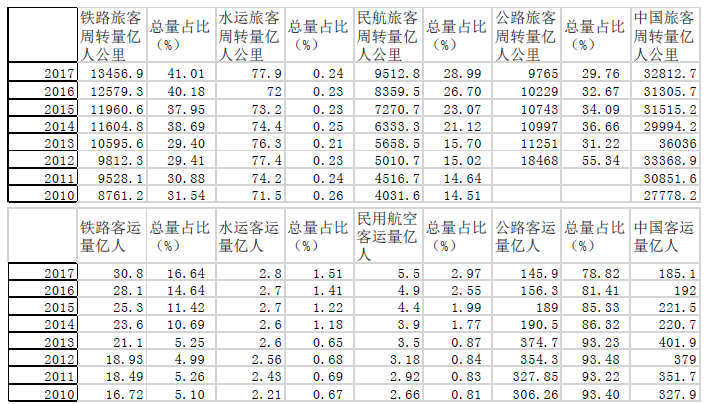 铁路旅客周转量亿人公里 总量占比(%) 水运旅客周转量亿人公里 总量占比(%) 民航旅客周转量亿人公里 总量占比(%) 公路旅客周转量亿人公里 总量占比(%) 中国旅客周转量亿人公里
2017 13456.9 41.01 77.9 0.24 9512.8 28.99 9765 29.76 32812.7
2016 12579.3 40.18 72 0.23 8359.5 26.70 10229 32.67 31305.7
2015 11960.6 37.95 73.2 0.23 7270.7 23.07 10743 34.09 31515.2
2014 11604.8 38.69 74.4 0.25 6333.3 21.12 10997 36.66 29994.2
2013 10595.6 29.40 76.3 0.21 5658.5 15.70 11251 31.22 36036
2012 9812.3 29.41 77.4 0.23 5010.7 15.02 18468 55.34 33368.9
2011 9528.1 30.88 74.2 0.24 4516.7 14.64 30851.6
2010 8761.2 31.54 71.5 0.26 4031.6 14.51 27778.2
铁路客运量亿人 总量占比(%) 水运客运量亿人 总量占比(%) 民用航空客运量亿人 总量占比(%) 公路客运量亿人 总量占比(%) 中国客运量亿人
2017 30.8 16.64 2.8 1.51 5.5 2.97 145.9 78.82 185.1
2016 28.1 14.64 2.7 1.41 4.9 2.55 156.3 81.41 192
2015 25.3 11.42 2.7 1.22 4.4 1.99 189 85.33 221.5
2014 23.6 10.69 2.6 1.18 3.9 1.77 190.5 86.32 220.7
2013 21.1 5.25 2.6 0.65 3.5 0.87 374.7 93.23 401.9
2012 18.93 4.99 2.56 0.68 3.18 0.84 354.3 93.48 379
2011 18.49 5.26 2.43 0.69 2.92 0.83 327.85 93.22 351.7
2010 16.72 5.10 2.21 0.67 2.66 0.81 306.26 93.40 327.9